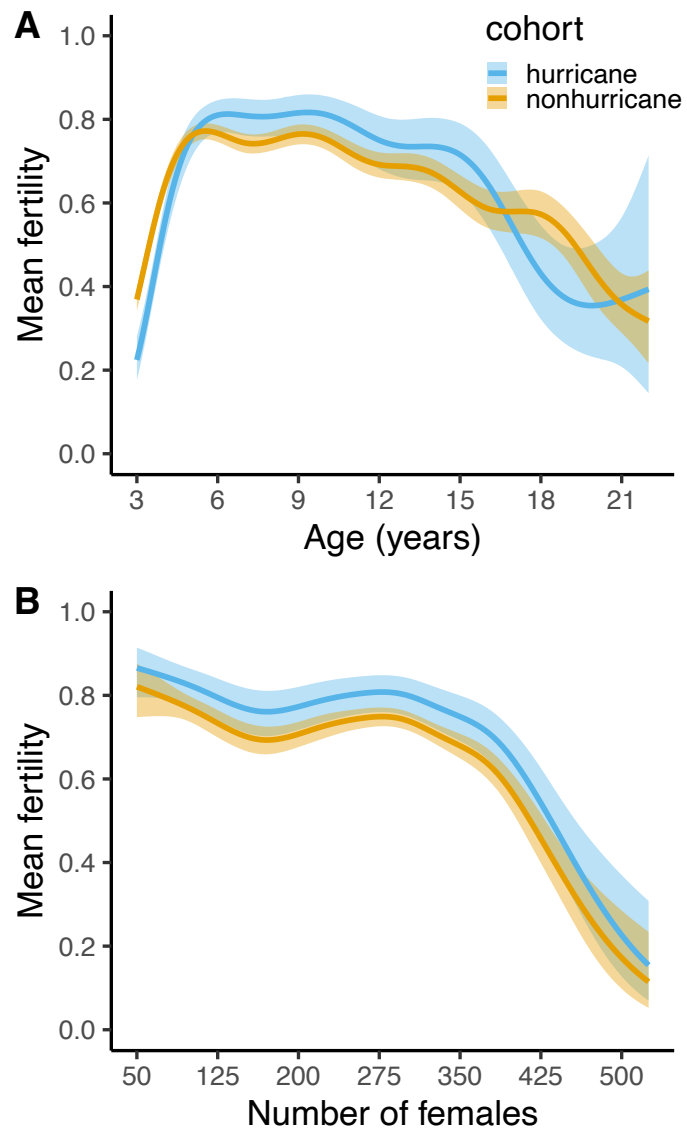 A
cohort
hurricane
nonhurricane
1.0
0.8
0.6
0.4
0.2
0.0
Mean fertility
3 6 9 12 15 18 21
Age (years)
B
1.0
0.8
0.6
0.4
0.2
0.0
Mean fertility
50 125 200 275 350 425 500
Number of females